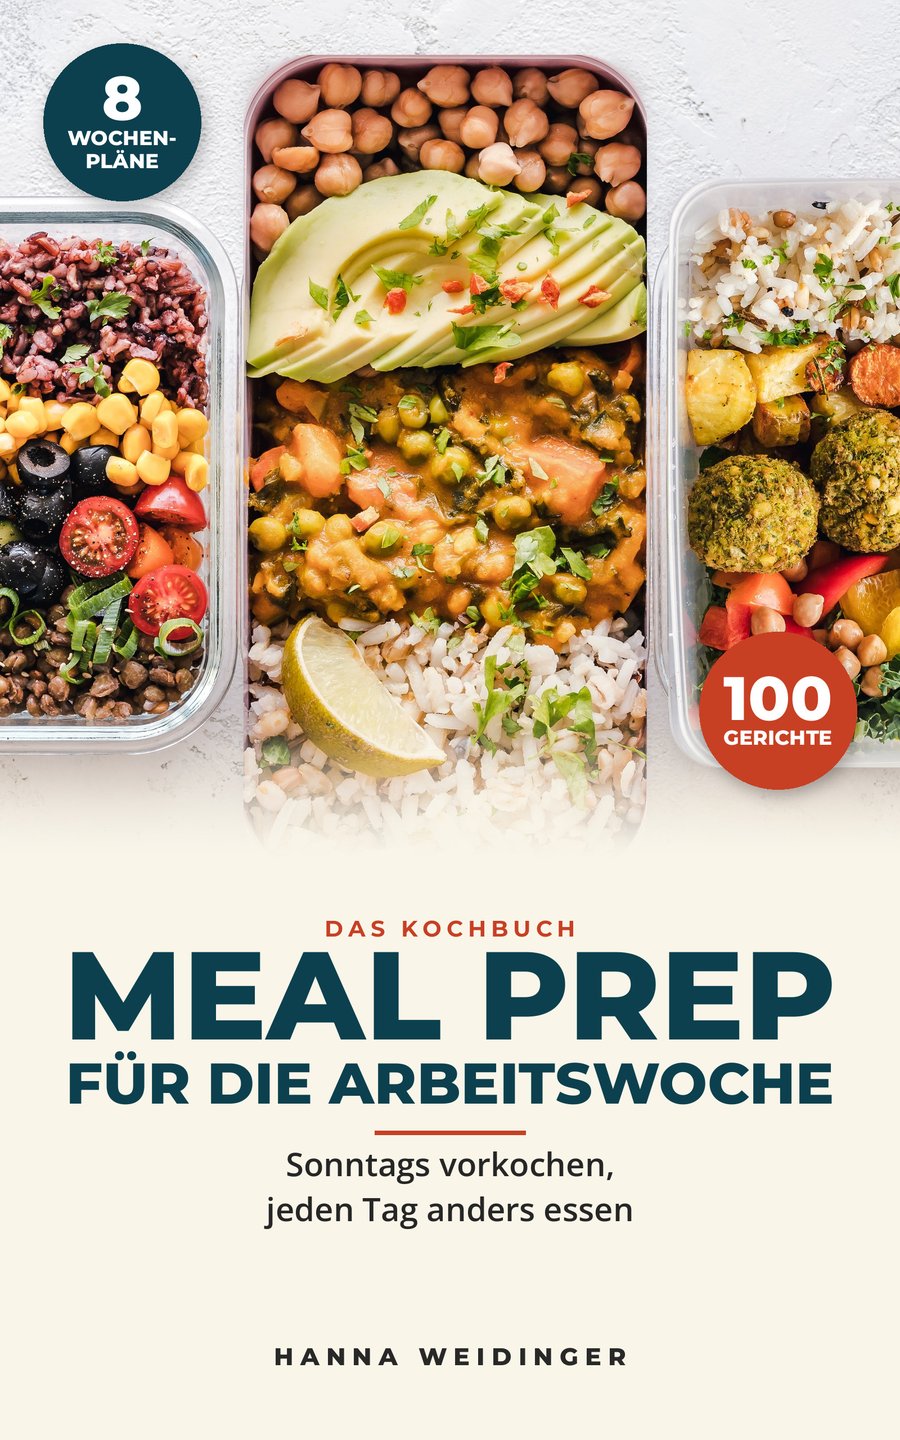 8
WOCHEN-
PLÄNE
100
GERICHTE
DAS KOCHBUCH
MEAL PREP
FÜR DIE ARBEITSWOCHE
Sonntags vorkochen,
jeden Tag anders essen
HANNA WEIDINGER